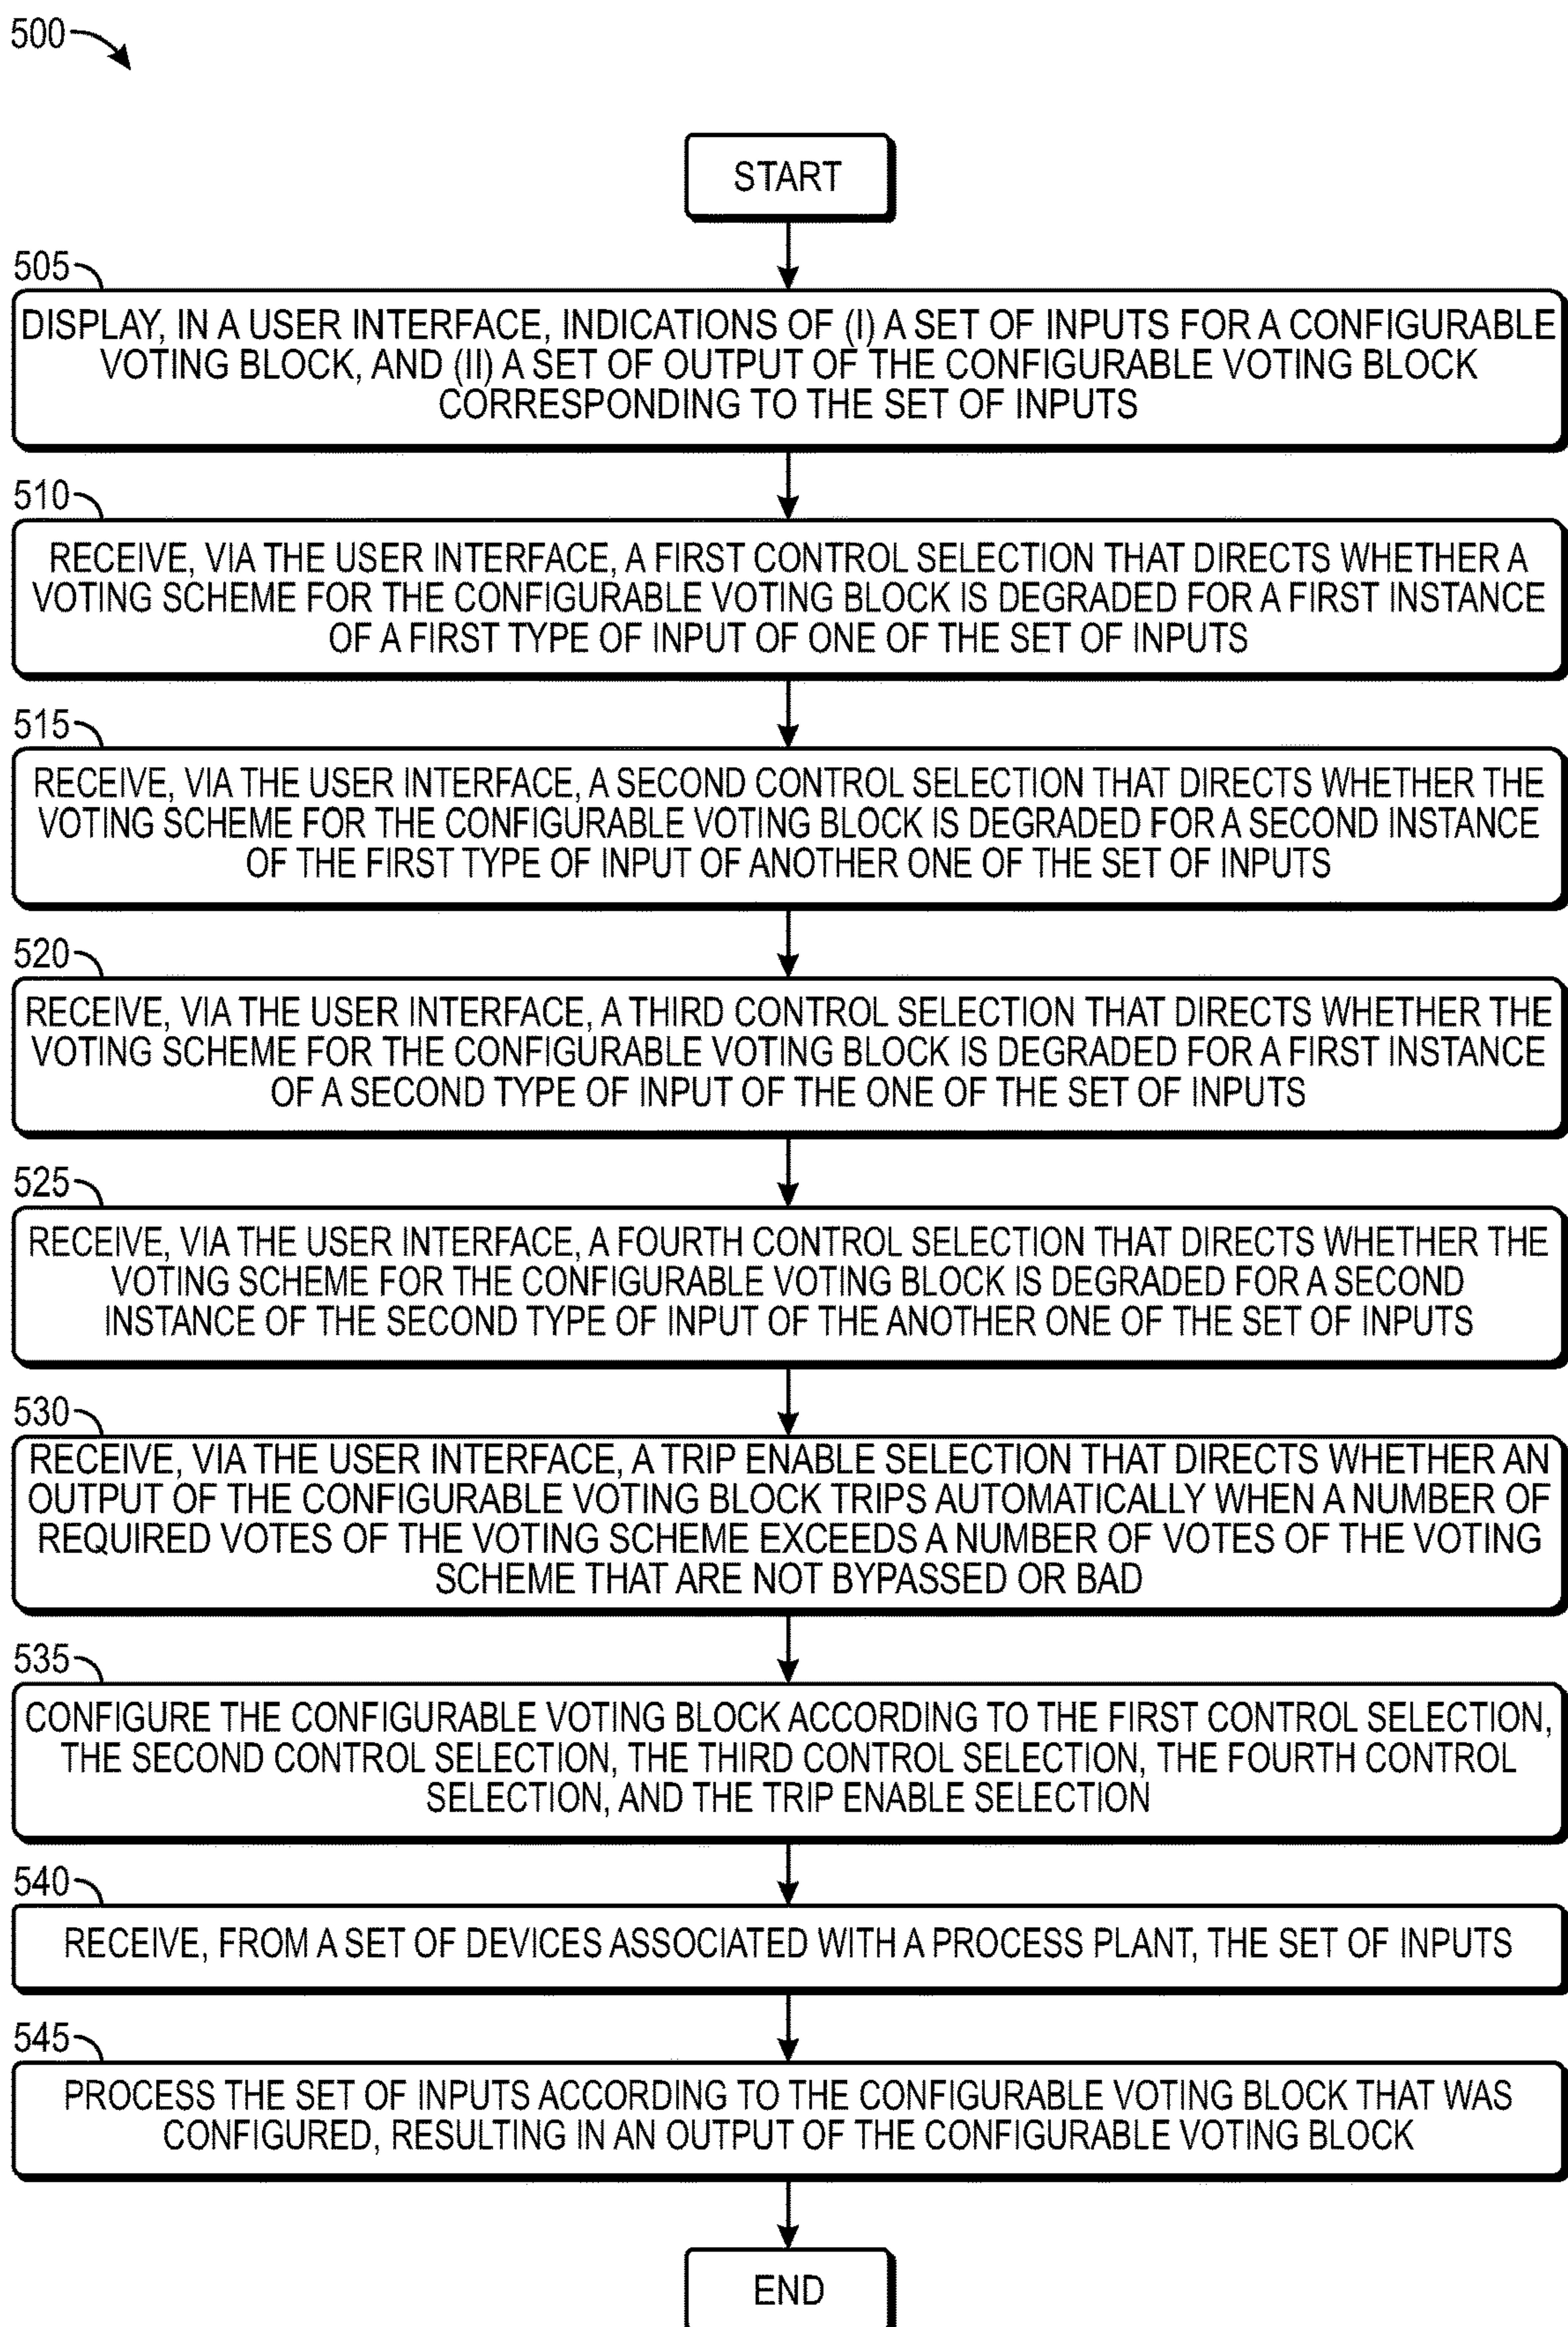 500
START
505
DISPLAY, IN A USER INTERFACE, INDICATIONS OF (I) A SET OF INPUTS FOR A CONFIGURABLE
VOTING BLOCK, AND (II) A SET OF OUTPUT OF THE CONFIGURABLE VOTING BLOCK
CORRESPONDING TO THE SET OF INPUTS
510
RECEIVE, VIA THE USER INTERFACE, A FIRST CONTROL SELECTION THAT DIRECTS WHETHER A
VOTING SCHEME FOR THE CONFIGURABLE VOTING BLOCK IS DEGRADED FOR A FIRST INSTANCE
OF A FIRST TYPE OF INPUT OF ONE OF THE SET OF INPUTS
515
RECEIVE, VIA THE USER INTERFACE, A SECOND CONTROL SELECTION THAT DIRECTS WHETHER THE
VOTING SCHEME FOR THE CONFIGURABLE VOTING BLOCK IS DEGRADED FOR A SECOND INSTANCE
OF THE FIRST TYPE OF INPUT OF ANOTHER ONE OF THE SET OF INPUTS
520
RECEIVE, VIA THE USER INTERFACE, A THIRD CONTROL SELECTION THAT DIRECTS WHETHER THE
VOTING SCHEME FOR THE CONFIGURABLE VOTING BLOCK IS DEGRADED FOR A FIRST INSTANCE
OF A SECOND TYPE OF INPUT OF THE ONE OF THE SET OF INPUTS
525
RECEIVE, VIA THE USER INTERFACE, A FOURTH CONTROL SELECTION THAT DIRECTS WHETHER THE
VOTING SCHEME FOR THE CONFIGURABLE VOTING BLOCK IS DEGRADED FOR A SECOND
INSTANCE OF THE SECOND TYPE OF INPUT OF THE ANOTHER ONE OF THE SET OF INPUTS
530
RECEIVE, VIA THE USER INTERFACE, A TRIP ENABLE SELECTION THAT DIRECTS WHETHER AN
OUTPUT OF THE CONFIGURABLE VOTING BLOCK TRIPS AUTOMATICALLY WHEN A NUMBER OF
REQUIRED VOTES OF THE VOTING SCHEME EXCEEDS A NUMBER OF VOTES OF THE VOTING
SCHEME THAT ARE NOT BYPASSED OR BAD
535
CONFIGURE THE CONFIGURABLE VOTING BLOCK ACCORDING TO THE FIRST CONTROL SELECTION,
THE SECOND CONTROL SELECTION, THE THIRD CONTROL SELECTION, THE FOURTH CONTROL
SELECTION, AND THE TRIP ENABLE SELECTION
540
RECEIVE, FROM A SET OF DEVICES ASSOCIATED WITH A PROCESS PLANT, THE SET OF INPUTS
545
PROCESS THE SET OF INPUTS ACCORDING TO THE CONFIGURABLE VOTING BLOCK THAT WAS
CONFIGURED, RESULTING IN AN OUTPUT OF THE CONFIGURABLE VOTING BLOCK
END